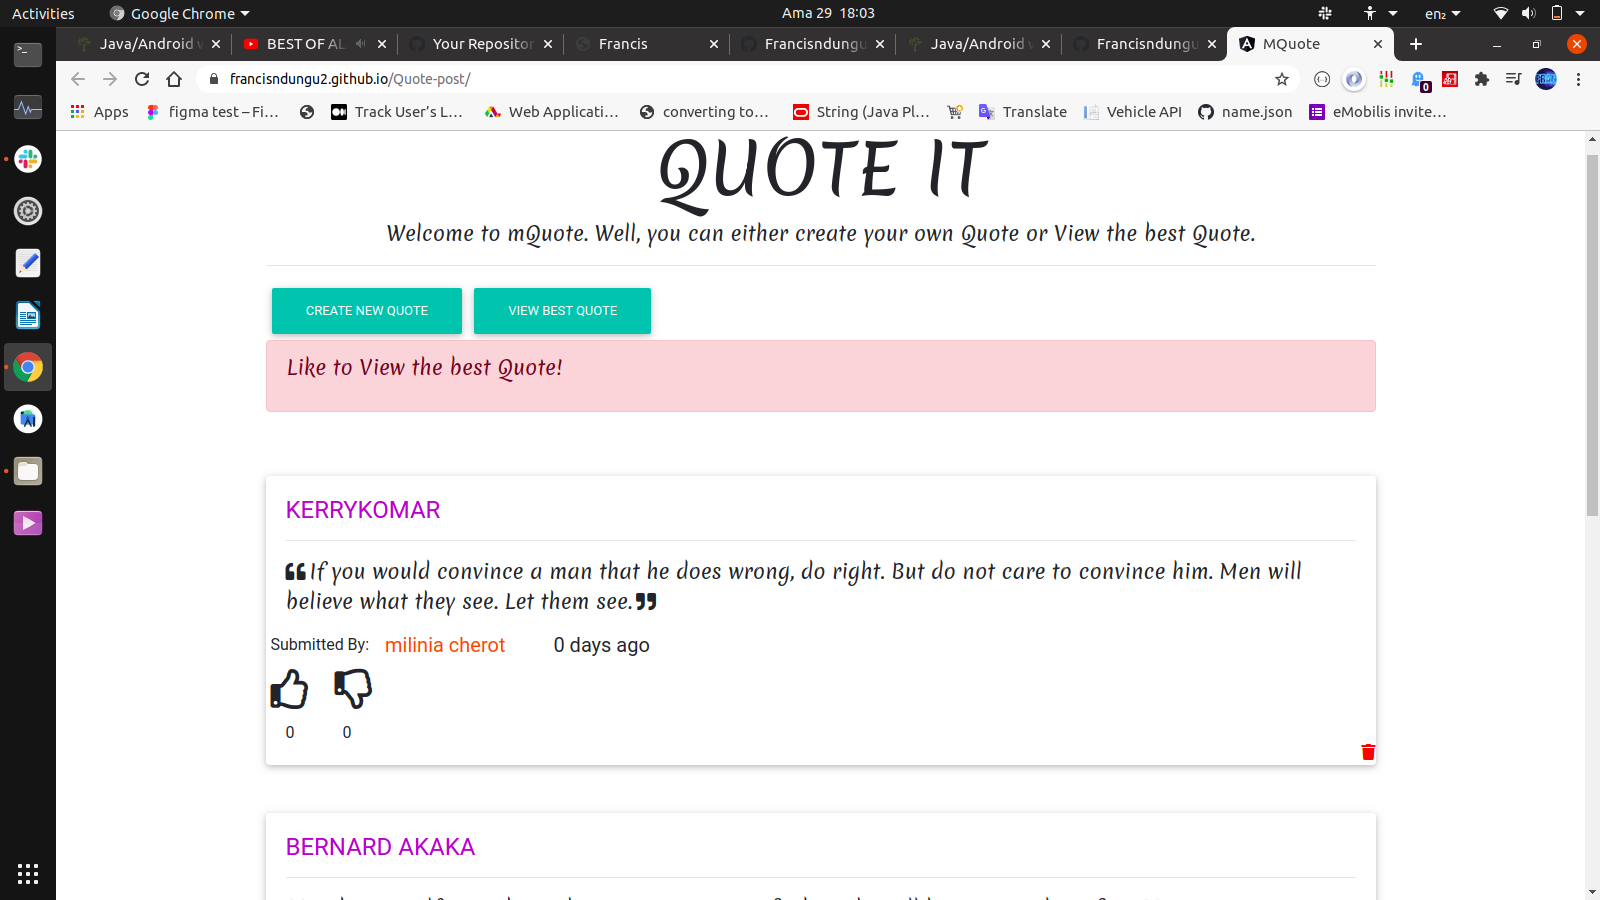 Activities
Google Chrome
Ama 29 18:03
en₂
Java/Android
BEST OF AL
Your Repositor
Francis
Francisndungu
Java/Android
Francisndungu
MQuote
francisndungu2.github.io/Quote-post/
0
Apps
figma test – Fi...
Track User's L...
Web Applicati...
converting to...
String (Java Pl...
Translate
Vehicle API
name.json
eMobilis invite...
QUOTE IT
Welcome to mQuote. Well, you can either create your own Quote or View the best Quote.
CREATE NEW QUOTE
VIEW BEST QUOTE
Like to View the best Quote!
KERRYKOMAR
If you would convince a man that he does wrong, do right. But do not care to convince him. Men will
believe what they see. Let them see.
Submitted By: milinia cherot 0 days ago
0 0
BERNARD AKAKA